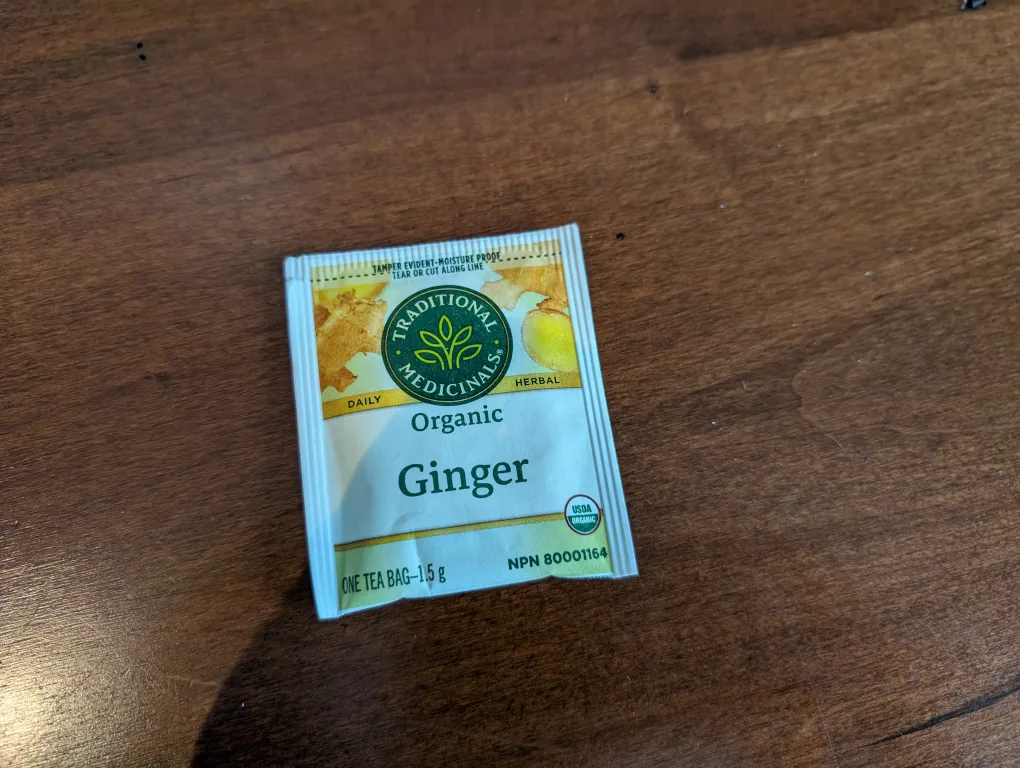 TAMPER EVIDENT-MOISTURE PROOF
TEAR OR CUT ALONG LINE
TRADITIONAL
MEDICINALS®
DAILY
HERBAL
Organic
Ginger
USDA
ORGANIC
ONE TEA BAG–1.5 g
NPN 80001164